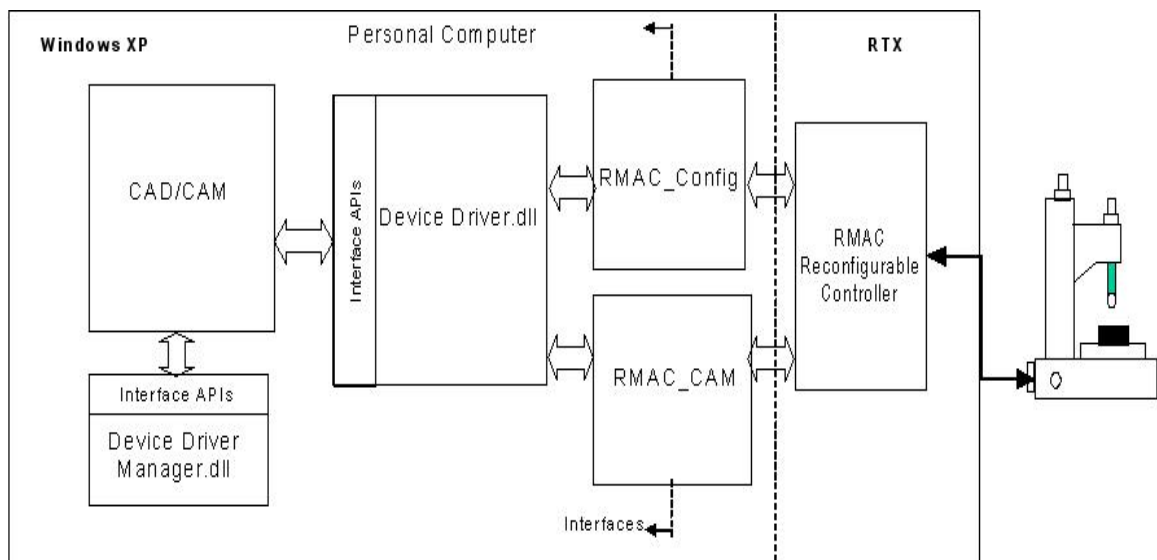 Windows XP
Personal Computer
RTX
CAD/CAM
Interface APIs
Device Driver.dll
RMAC_Config
RMAC
Reconfigurable
Controller
RMAC_CAM
Interface APIs
Device Driver
Manager.dll
Interfaces